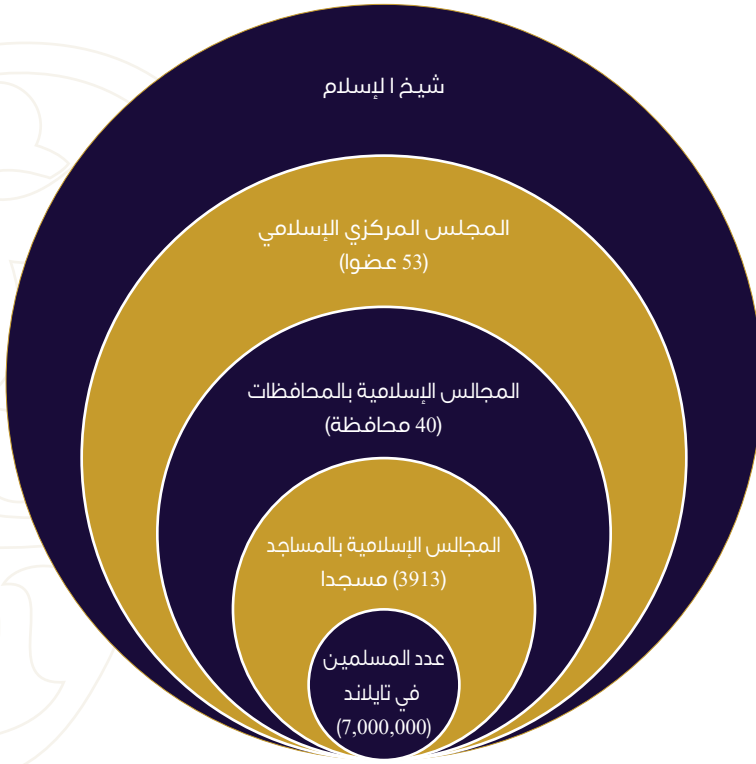 شيخ الإسلام
المجلس المركزي الإسلامي
(53 عضوا)
المجالس الإسلامية بالمحافظات
(40 محافظة)
المجالس الإسلامية بالمساجد
(3913) مسجدا
عدد المسلمين
في تايلاند
(7,000,000)